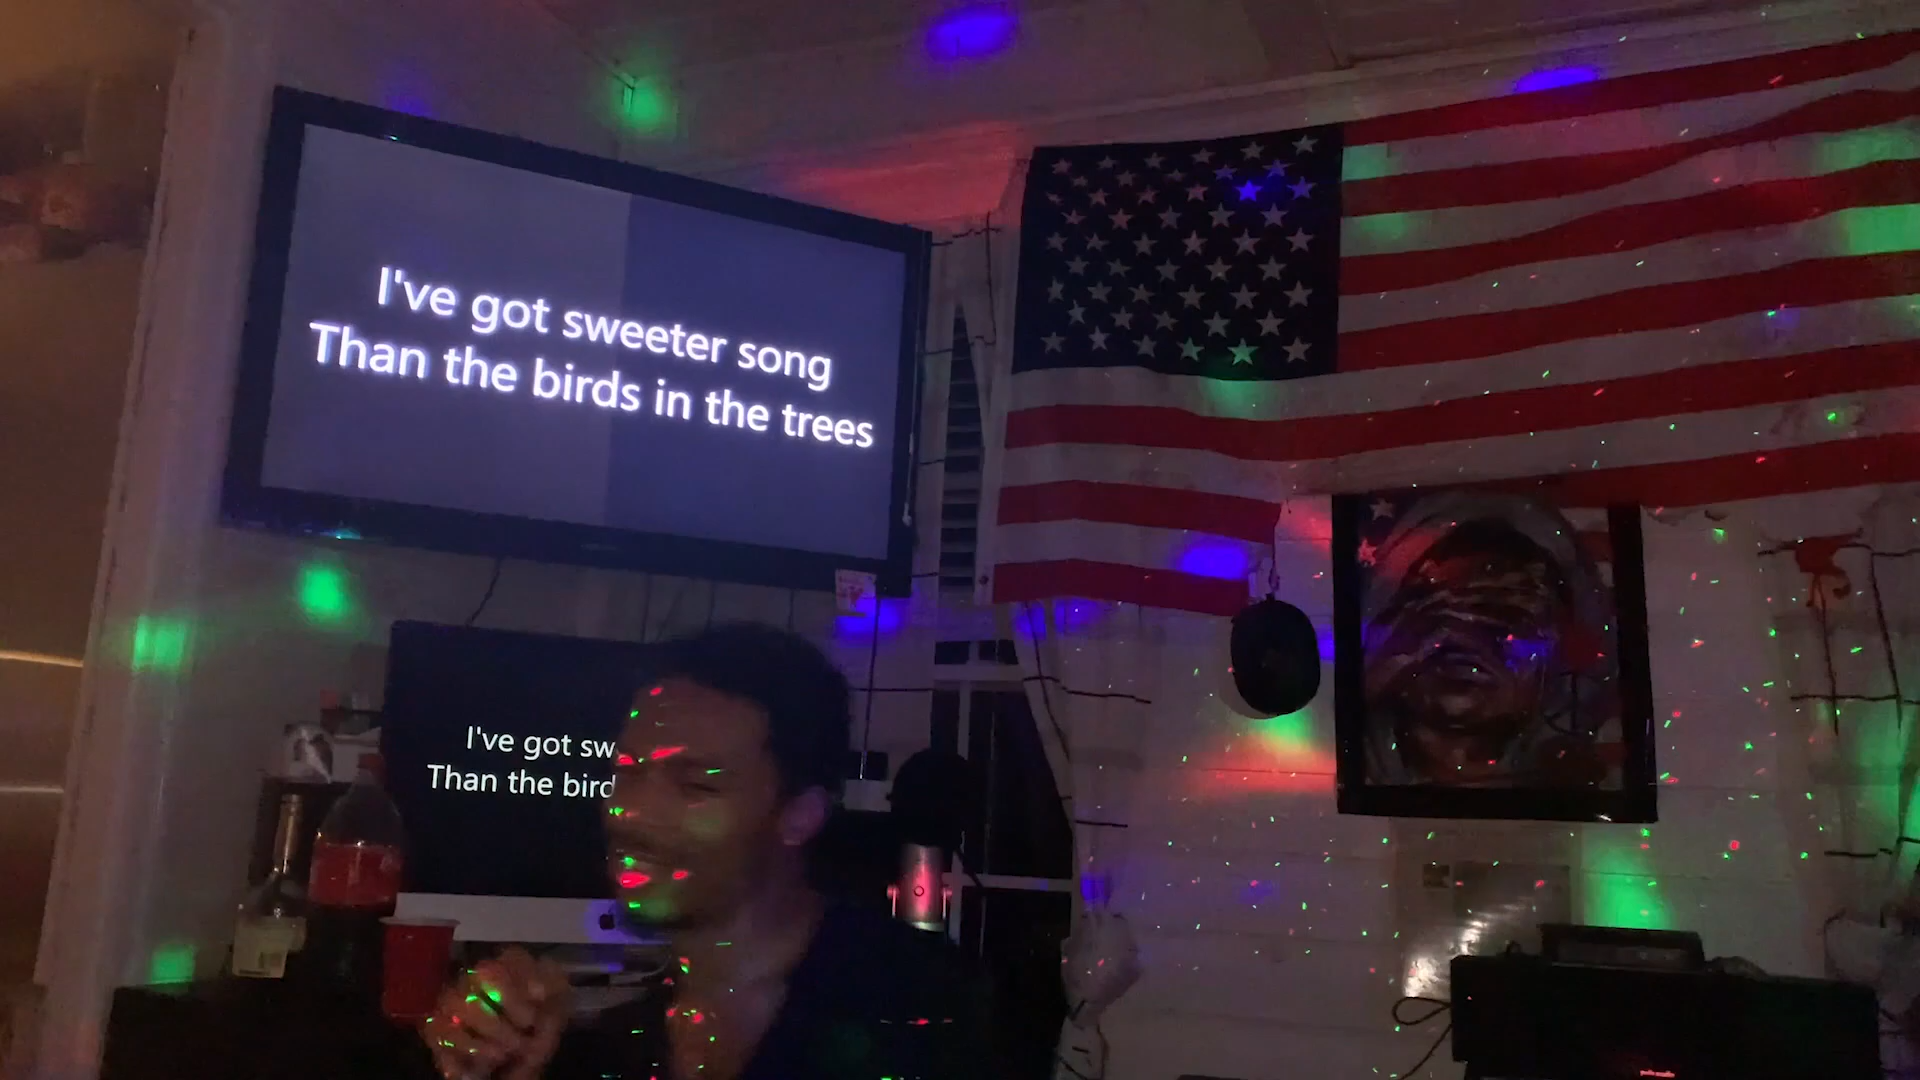 I've got sweeter song
Than the birds in the trees
I've got sw
Than the bird